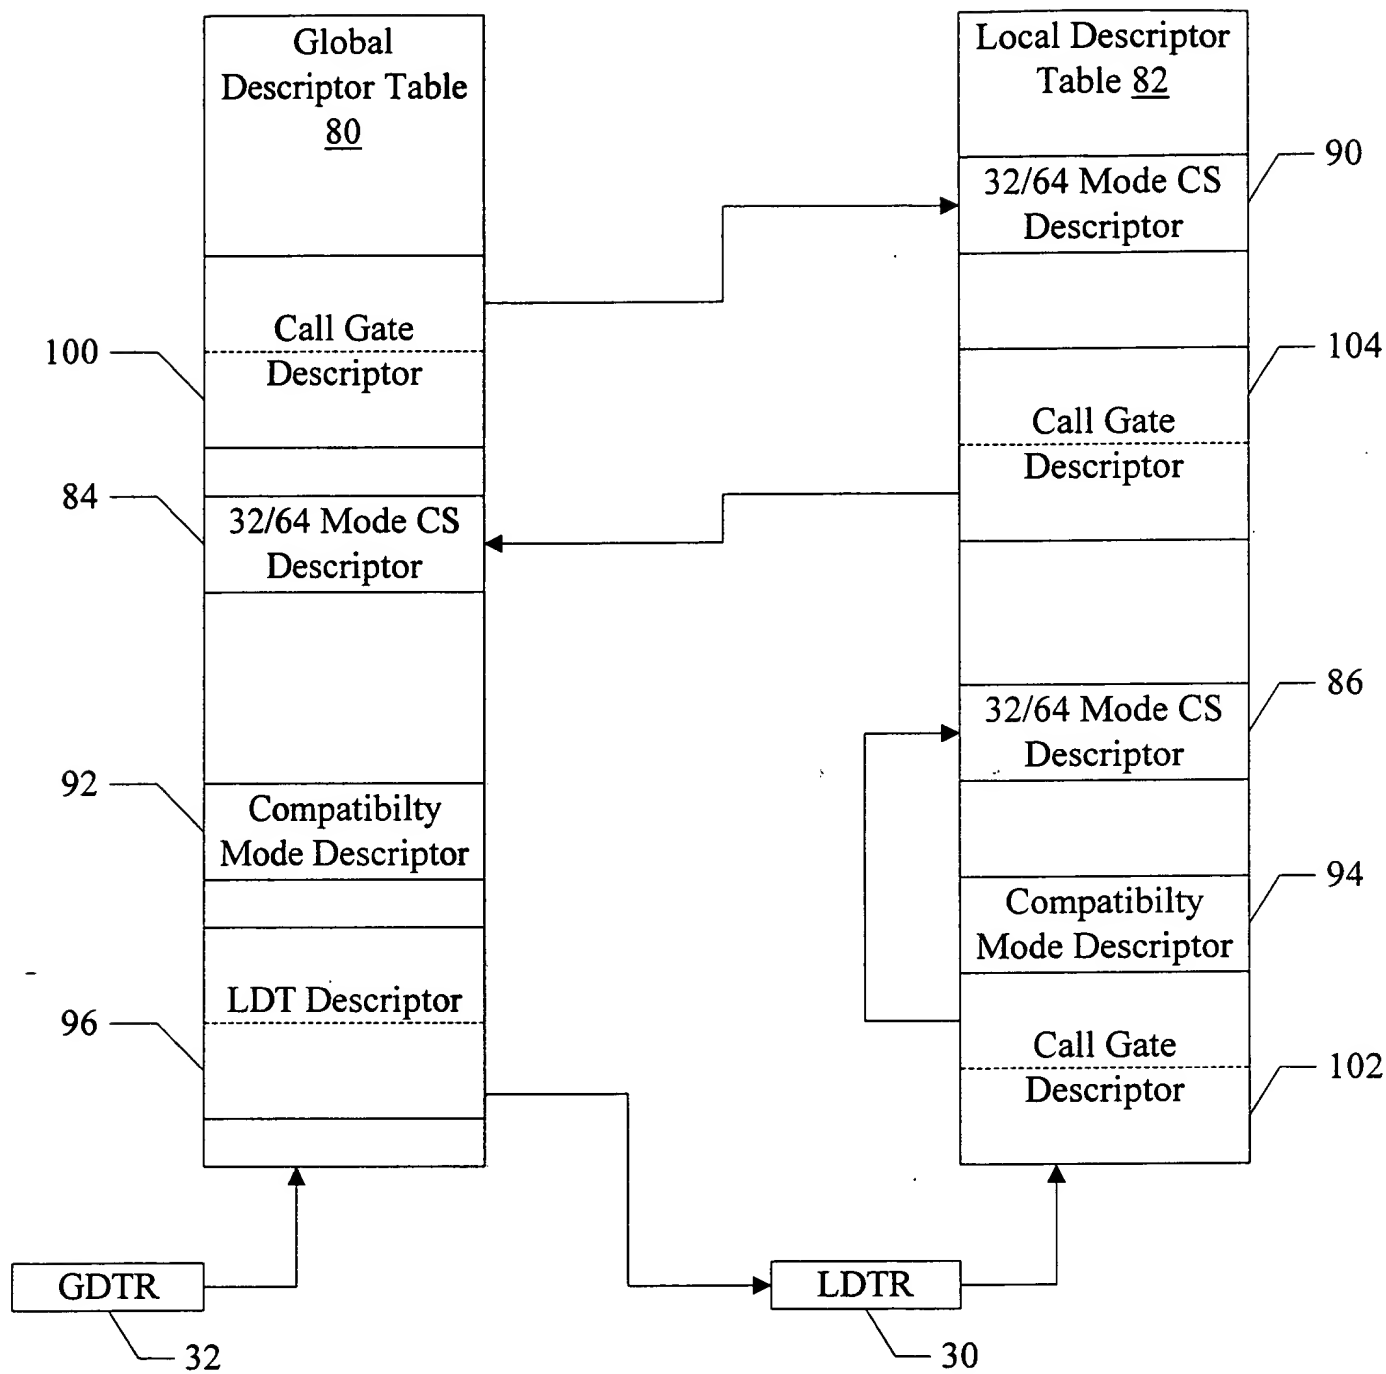 Global
Descriptor Table
80
Call Gate
Descriptor
100
84
32/64 Mode CS
Descriptor
92
Compatibilty
Mode Descriptor
LDT Descriptor
96
GDTR
32
Local Descriptor
Table 82
32/64 Mode CS
Descriptor
90
104
Call Gate
Descriptor
32/64 Mode CS
Descriptor
86
Compatibilty
Mode Descriptor
94
Call Gate
Descriptor
102
LDTR
30